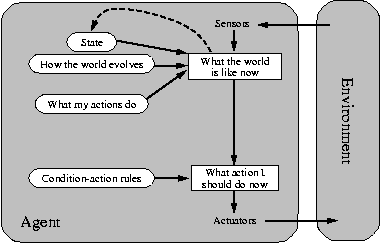 Sensors
State
How the world evolves
What the world
is like now
What my actions do
Condition-action rules
What action I
should do now
Agent
Actuators
Environment